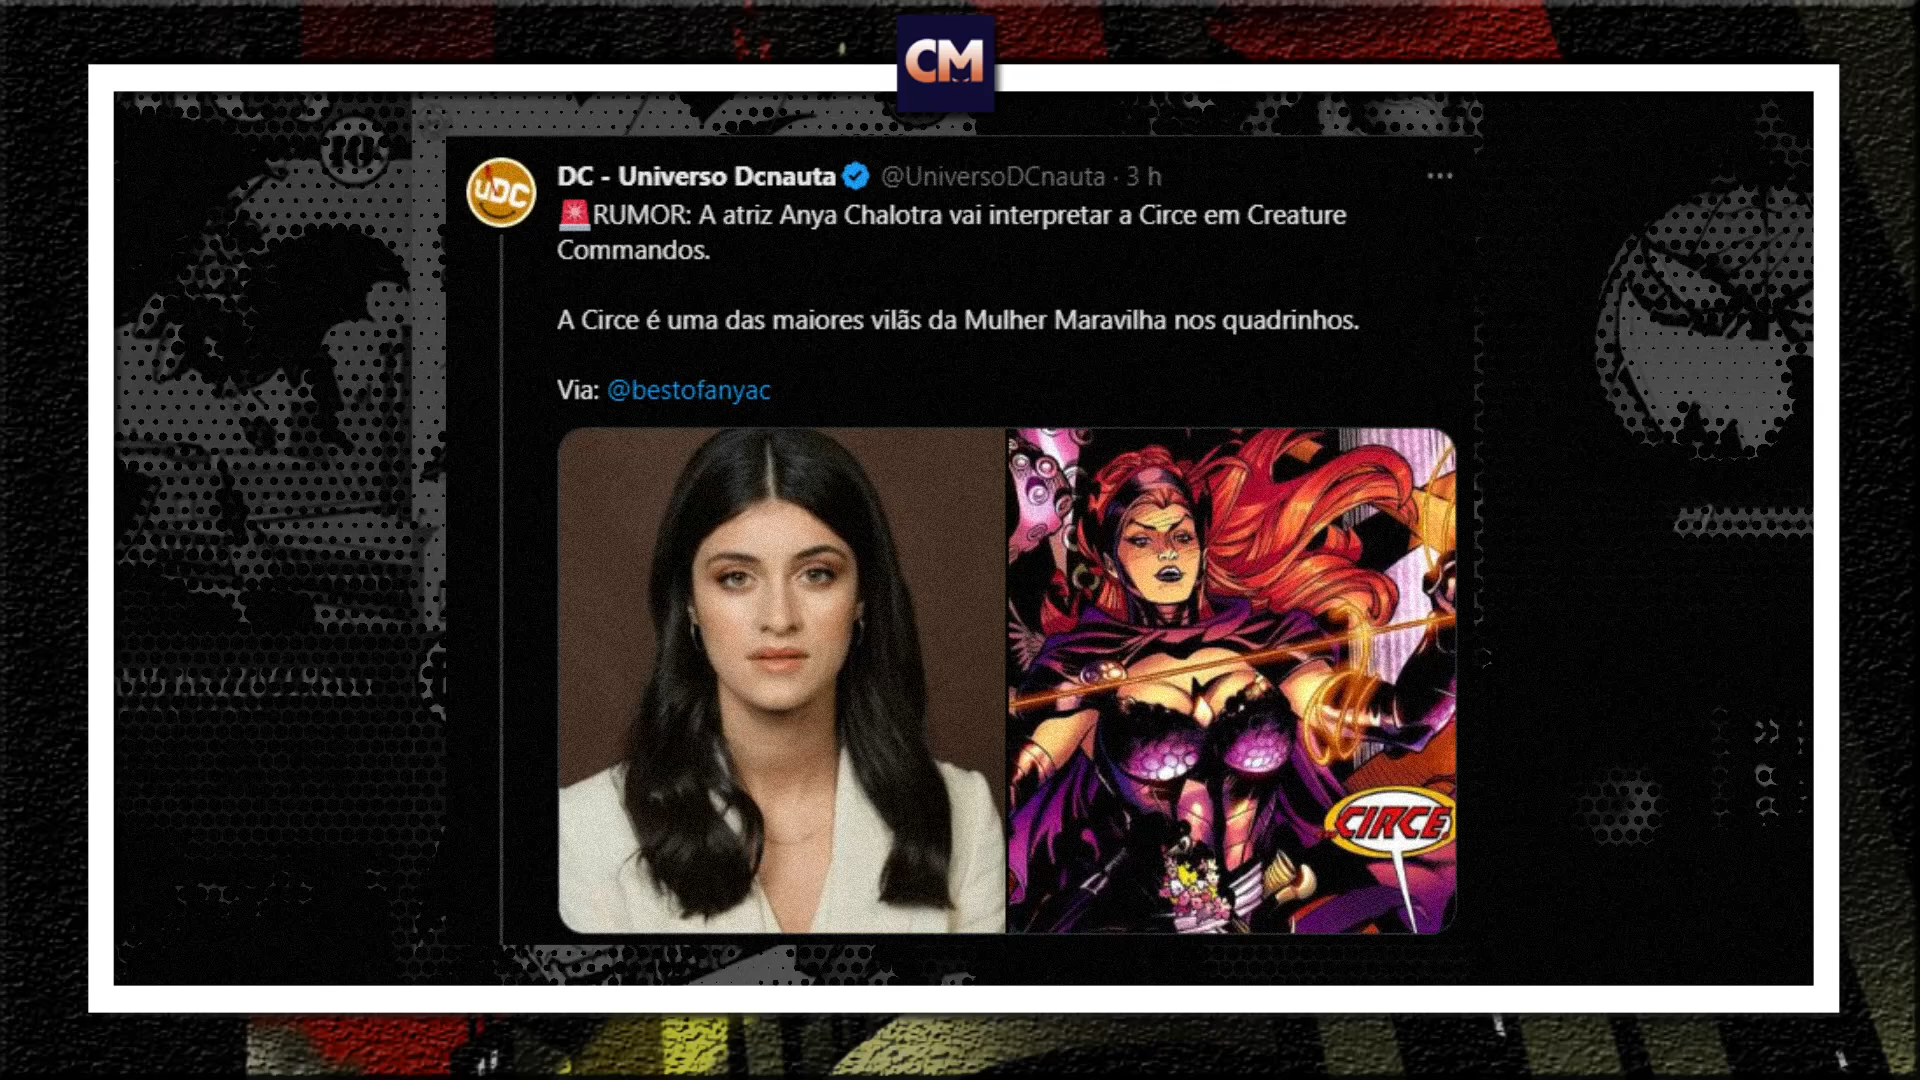 CM
uDC
DC - Universo Dcnauta @UniversoDCnauta · 3 h
🚨RUMOR: A atriz Anya Chalotra vai interpretar a Circe em Creature
Commandos.
A Circe é uma das maiores vilãs da Mulher Maravilha nos quadrinhos.
Via: @bestofanyac
CIRCE